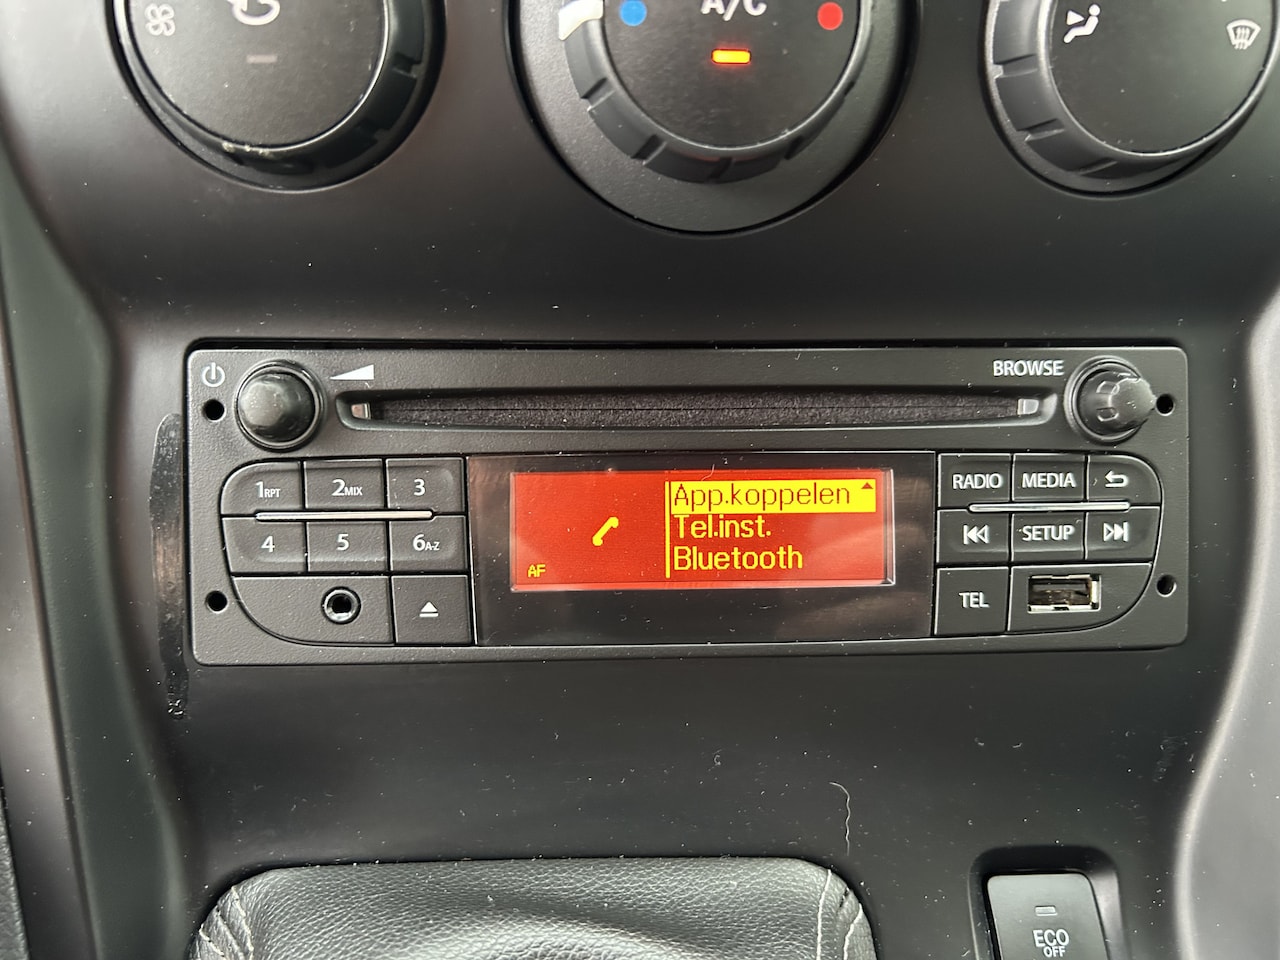 A/C
BROWSE
1RPT
2MIX
3
4
5
6A-Z
App.koppelen
Tel.inst.
Bluetooth
AF
RADIO
MEDIA
SETUP
TEL
ECO
OFF